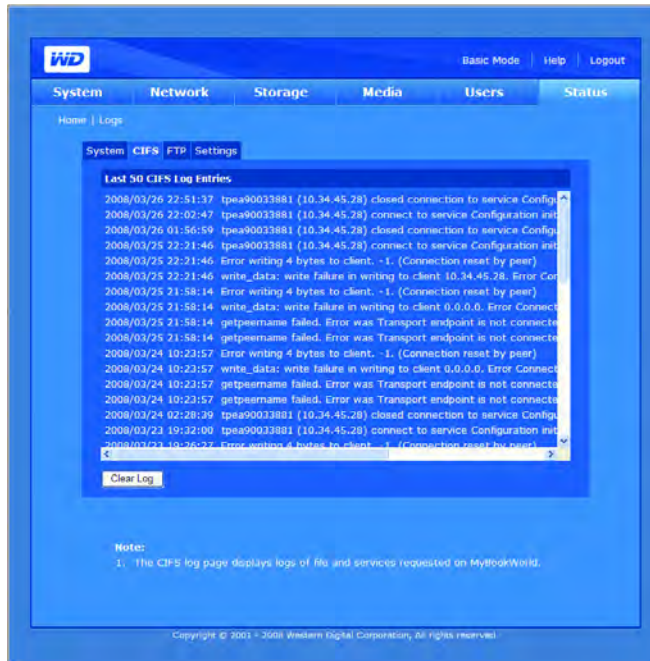 WD
Basic Mode | Help | Logout
System Network Storage Media Users Status
Home | Logs
System CIFS FTP Settings
Last 50 CIFS Log Entries
2008/03/26 22:51:37 tpea90033881 (10.34.45.28) closed connection to service Configu
2008/03/26 22:02:47 tpea90033881 (10.34.45.28) connect to service Configuration init
2008/03/26 01:56:59 tpea90033881 (10.34.45.28) closed connection to service Configu
2008/03/25 22:21:46 tpea90033881 (10.34.45.28) connect to service Configuration init
2008/03/25 22:21:46 Error writing 4 bytes to client. -1. (Connection reset by peer)
2008/03/25 22:21:46 write_data: write failure in writing to client 10.34.45.28. Error Con
2008/03/25 21:58:14 Error writing 4 bytes to client. -1. (Connection reset by peer)
2008/03/25 21:58:14 write_data: write failure in writing to client 0.0.0.0. Error Connect
2008/03/25 21:58:14 getpeername failed. Error was Transport endpoint is not connecte
2008/03/24 10:23:57 Error writing 4 bytes to client. -1. (Connection reset by peer)
2008/03/24 10:23:57 write_data: write failure in writing to client 0.0.0.0. Error Connect
2008/03/24 10:23:57 getpeername failed. Error was Transport endpoint is not connecte
2008/03/24 10:23:57 getpeername failed. Error was Transport endpoint is not connecte
2008/03/24 02:28:39 tpea90033881 (10.34.45.28) closed connection to service Configu
2008/03/23 19:32:00 tpea90033881 (10.34.45.28) connect to service Configuration init
2008/03/23 19:26:27 Error writing 4 bytes to client. -1. (Connection reset by peer)
Clear Log
Note:
1. The CIFS log page displays logs of file and services requested on MyBookWorld.
Copyright © 2001 - 2008 Western Digital Corporation, All rights reserved.